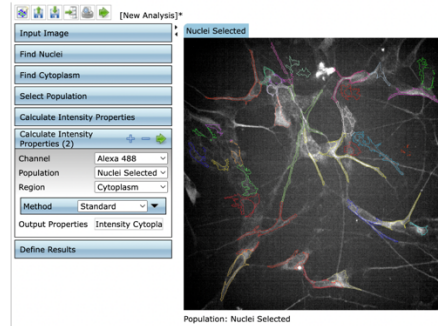 [New Analysis]*
Input Image
Find Nuclei
Find Cytoplasm
Select Population
Calculate Intensity Properties
Calculate Intensity
Properties (2)
Channel Alexa 488
Population Nuclei Selected
Region Cytoplasm
Method Standard
Output Properties Intensity Cytopla
Define Results
Nuclei Selected
Population: Nuclei Selected